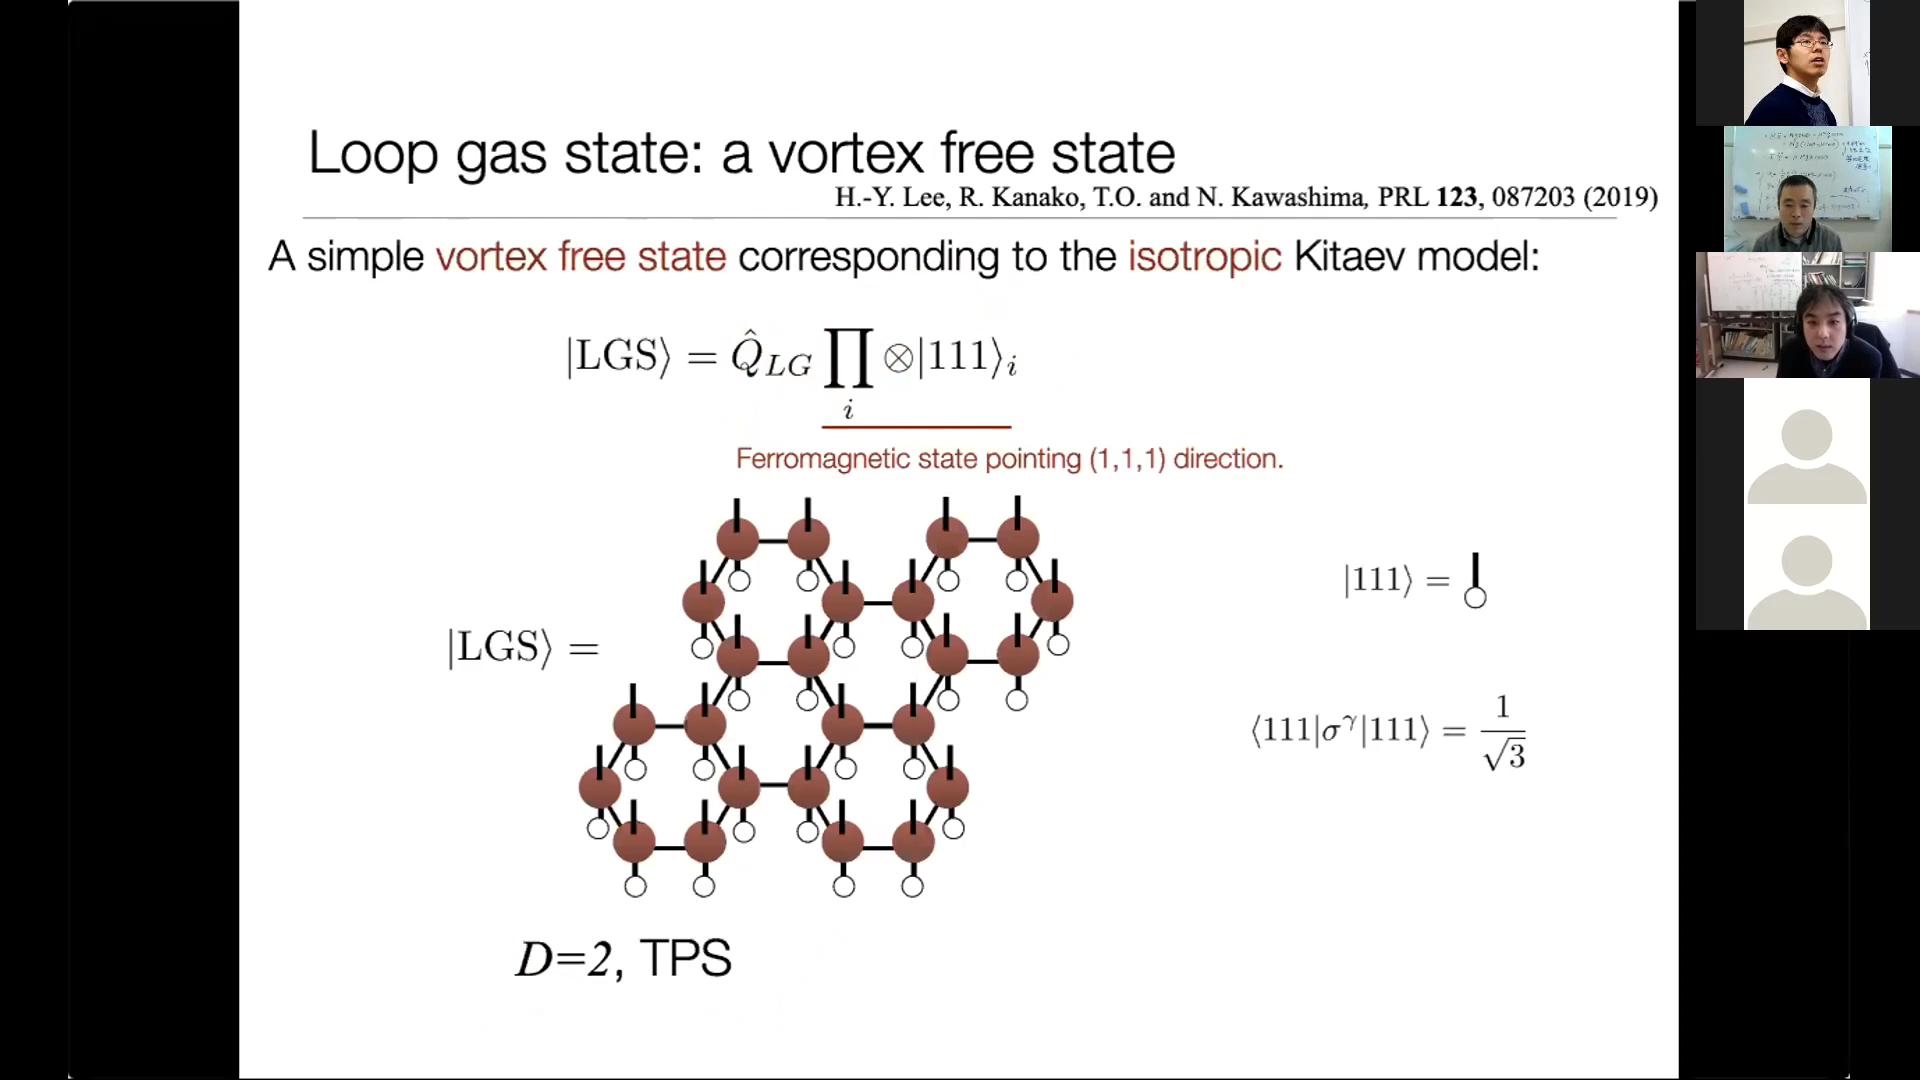 Loop gas state: a vortex free state
H.-Y. Lee, R. Kanako, T.O. and N. Kawashima, PRL 123, 087203 (2019)
A simple vortex free state corresponding to the isotropic Kitaev model:
|LGS⟩ = Q̂_LG ∏_i ⊗|111⟩_i
Ferromagnetic state pointing (1,1,1) direction.
|111⟩ =
|LGS⟩ =
⟨111|σ^γ|111⟩ = 1/√3
D=2, TPS